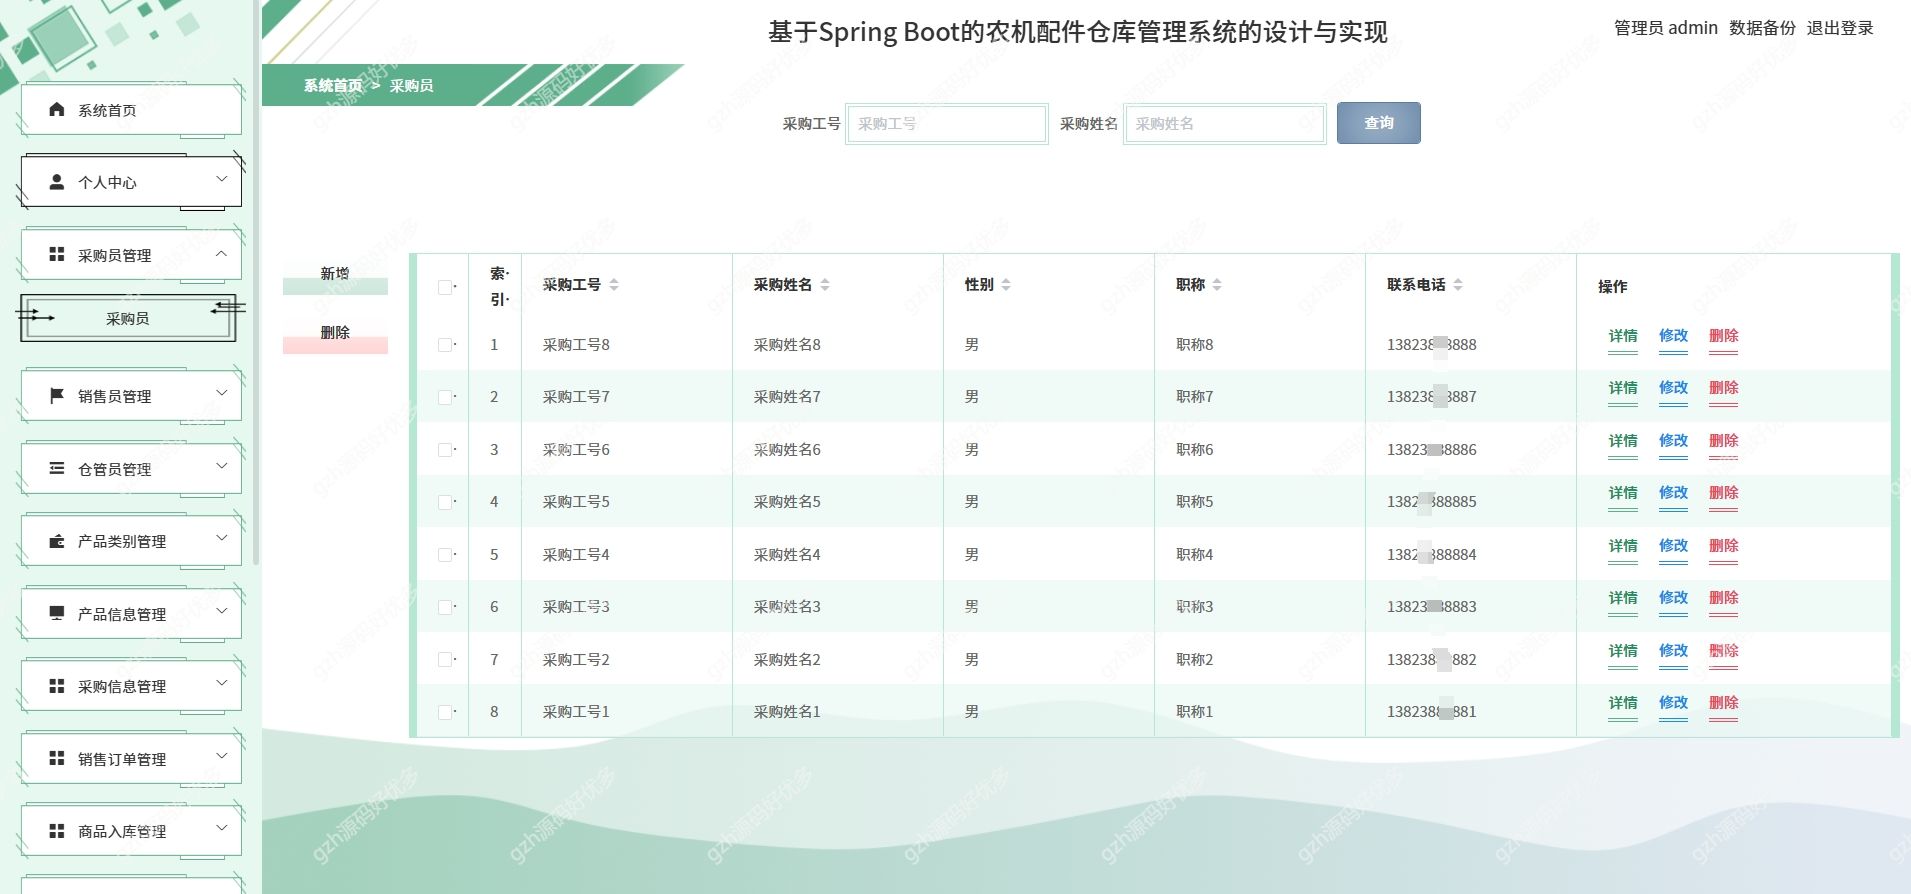 基于Spring Boot的农机配件仓库管理系统的设计与实现
管理员 admin 数据备份 退出登录
系统首页 > 采购员
采购工号 采购工号 采购姓名 采购姓名 查询
系统首页
个人中心
采购员管理
采购员
销售员管理
仓管员管理
产品类别管理
产品信息管理
采购信息管理
销售订单管理
商品入库管理
新增
删除
索引 采购工号 采购姓名 性别 职称 联系电话 操作
1 采购工号8 采购姓名8 男 职称8 13823 8888 详情 修改 删除
2 采购工号7 采购姓名7 男 职称7 13823 8887 详情 修改 删除
3 采购工号6 采购姓名6 男 职称6 13823 8886 详情 修改 删除
4 采购工号5 采购姓名5 男 职称5 1382 88885 详情 修改 删除
5 采购工号4 采购姓名4 男 职称4 1382 88884 详情 修改 删除
6 采购工号3 采购姓名3 男 职称3 13823 8883 详情 修改 删除
7 采购工号2 采购姓名2 男 职称2 138238 882 详情 修改 删除
8 采购工号1 采购姓名1 男 职称1 138238 881 详情 修改 删除
gzh源码好优多